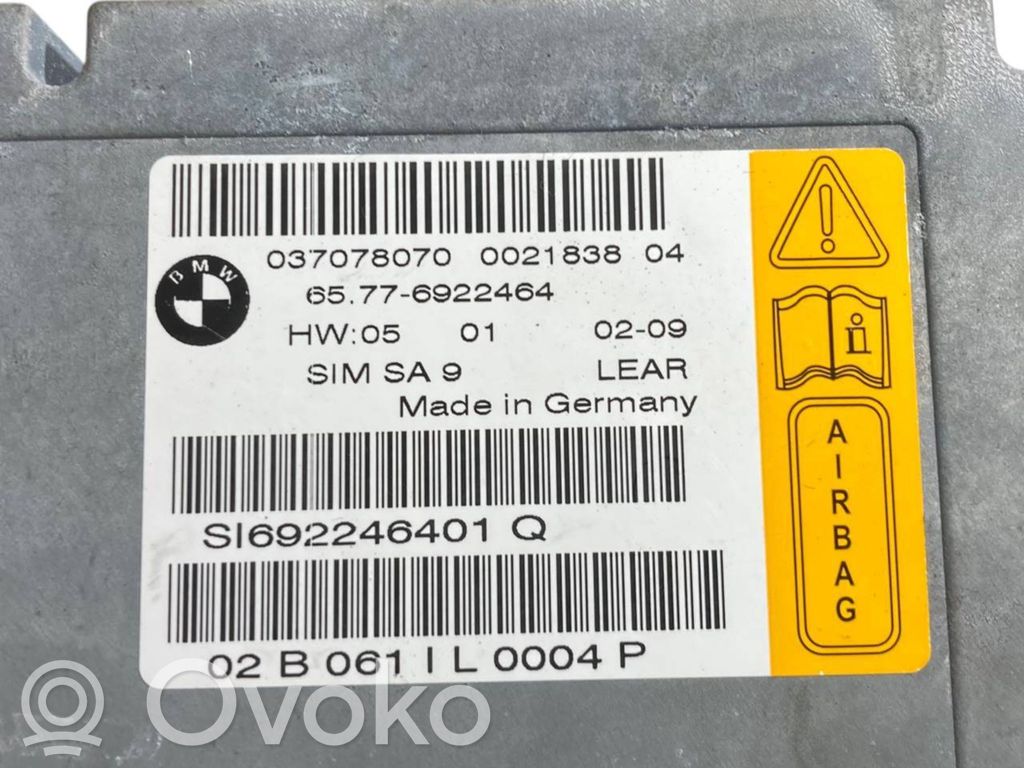 037078070 0021838 04
BMW
65.77-6922464
HW:05 01 02-09
SIM SA 9 LEAR
Made in Germany
SI692246401 Q
02 B 061 I L 0004 P
i
AIRBAG
Ovoko